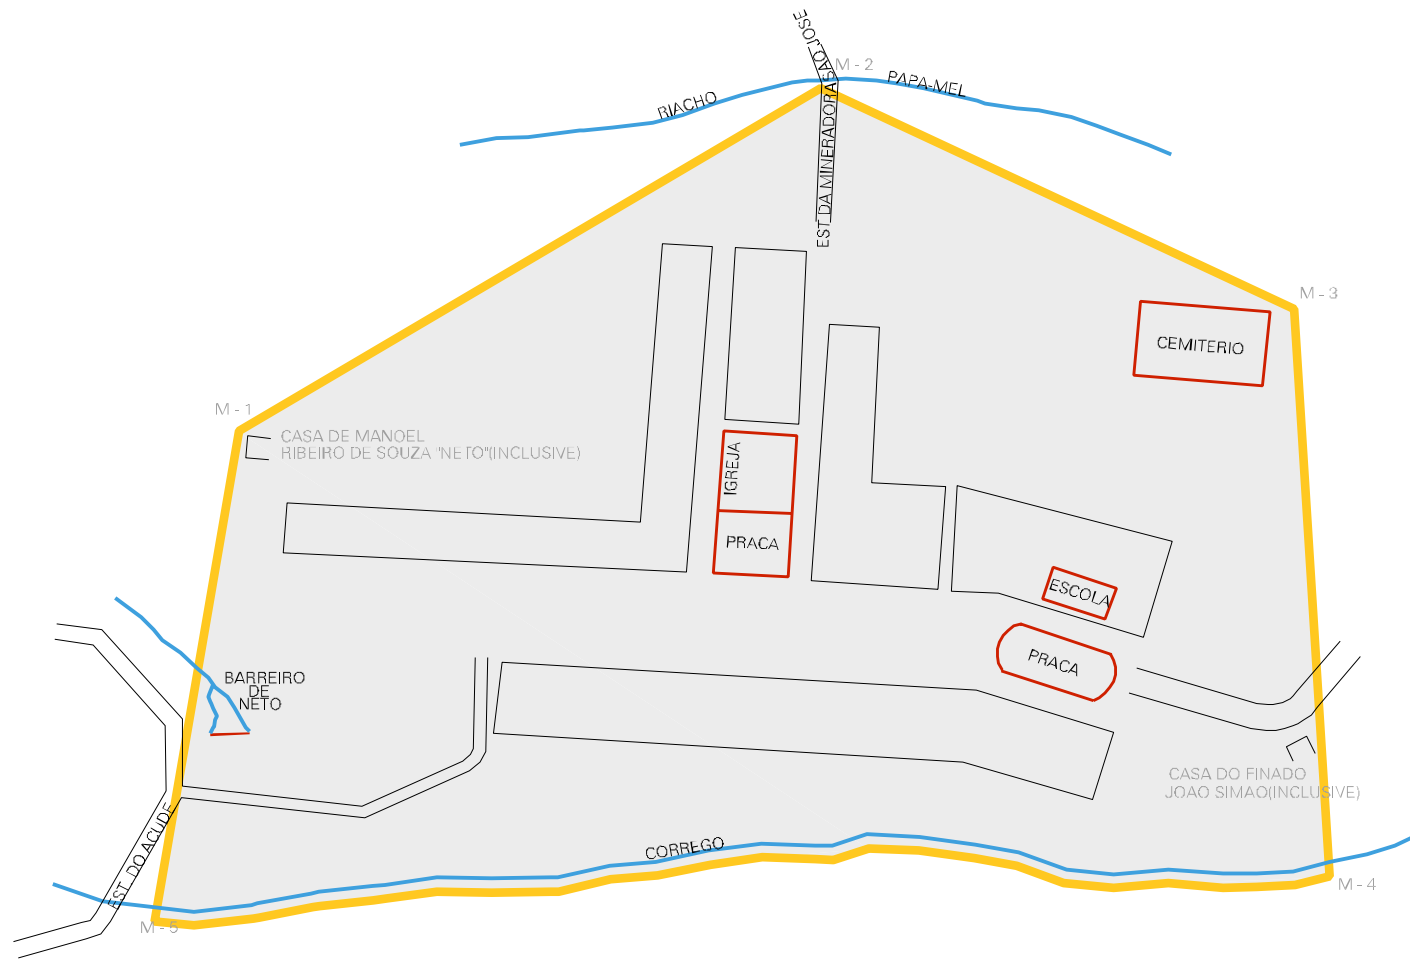 SAO JOSE
M - 2
RIACHO
PAPA-MEL
EST DA MINERADORA
M - 3
CEMITERIO
M - 1
CASA DE MANOEL
RIBEIRO DE SOUZA "NETO"(INCLUSIVE)
IGREJA
PRACA
ESCOLA
PRACA
BARREIRO
DE
NETO
CASA DO FINADO
JOAO SIMAO(INCLUSIVE)
EST. DO ACUDE
CORREGO
M - 4
M - 5